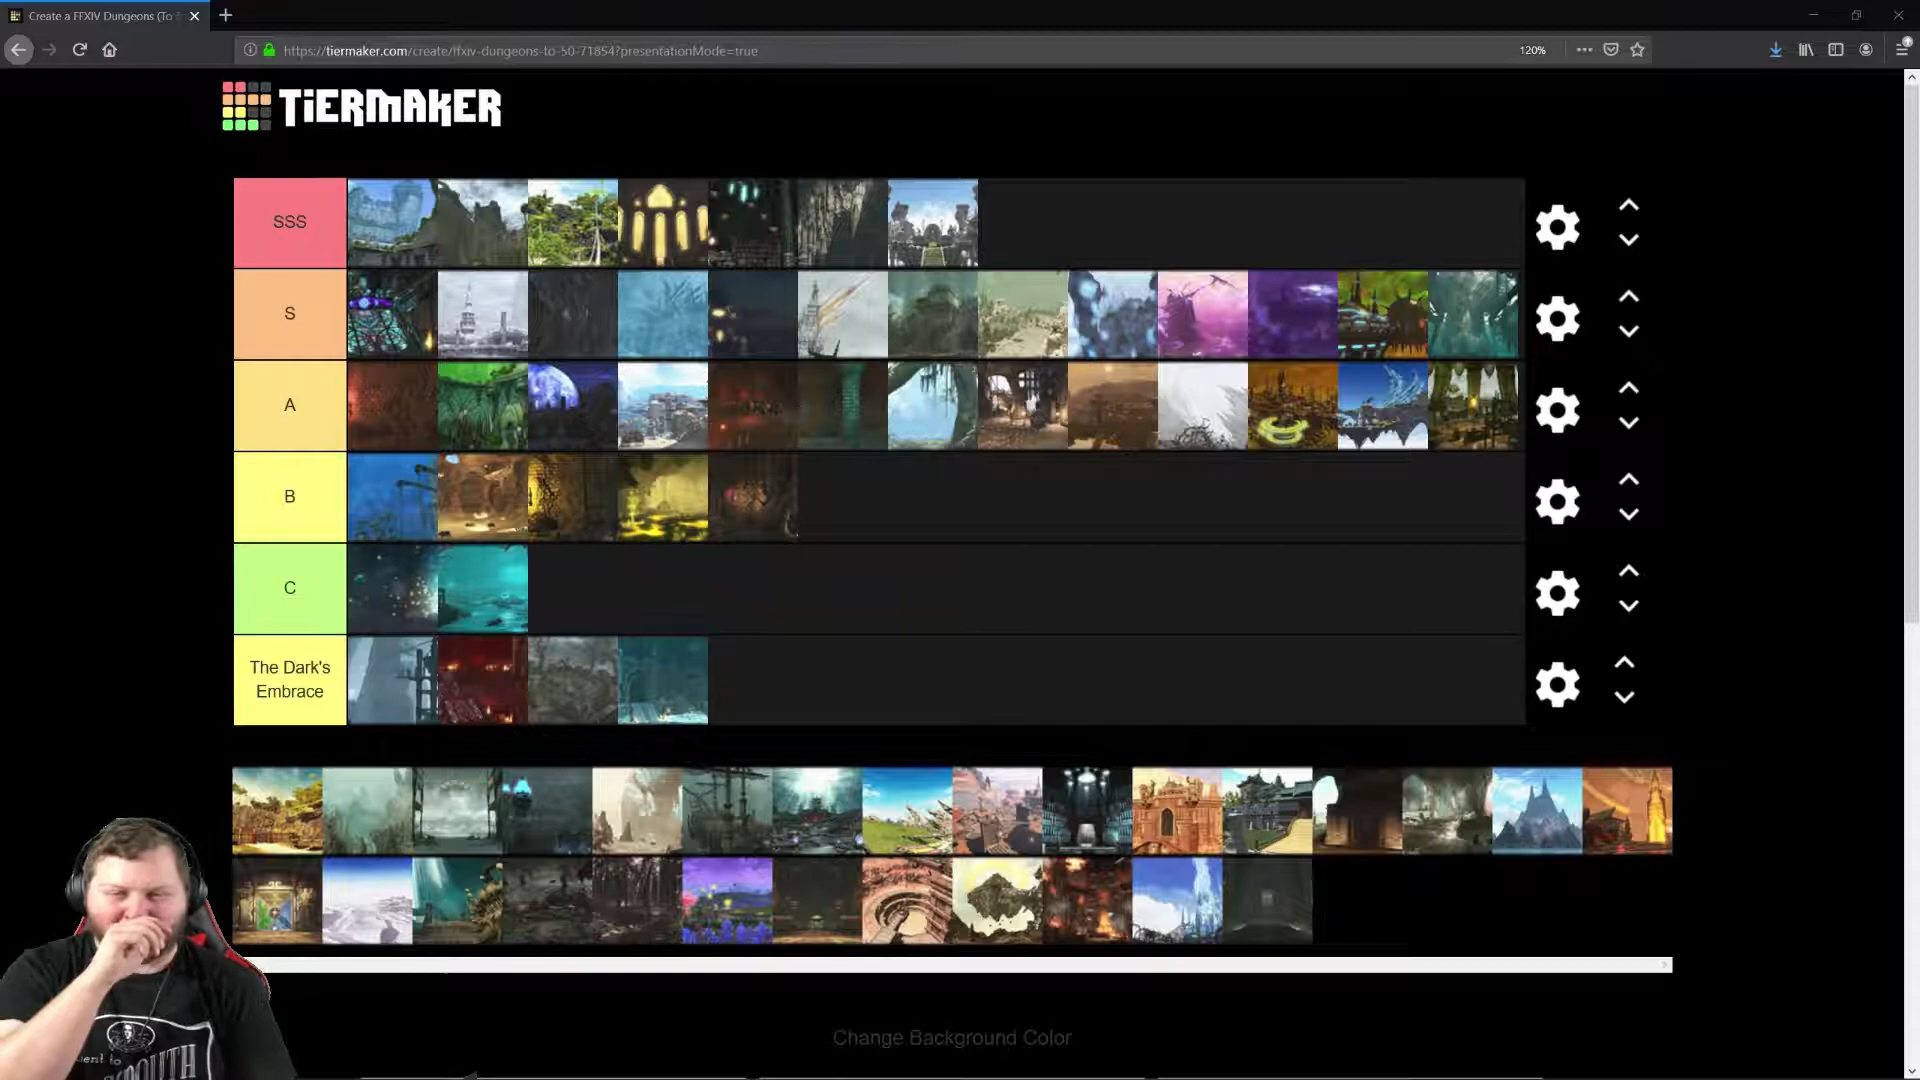 Create a FFXIV Dungeons (To
https://tiermaker.com/create/ffxiv-dungeons-to-50-71854?presentationMode=true
120%
TiERMAKER
SSS
S
A
B
C
The Dark's
Embrace
Change Background Color